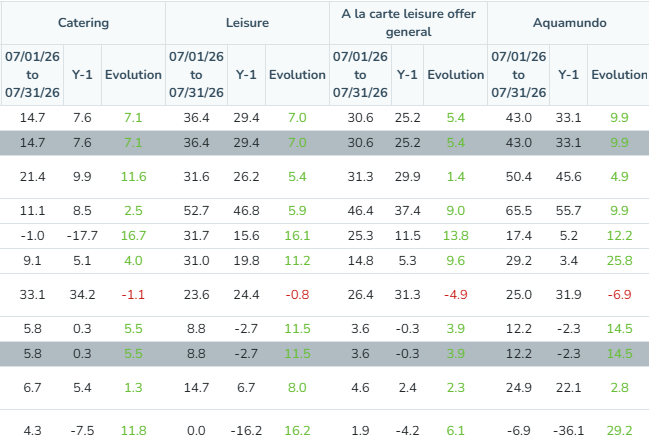 Catering Leisure A la carte leisure offer general Aquamundo
07/01/26 to 07/31/26 Y-1 Evolution 07/01/26 to 07/31/26 Y-1 Evolution 07/01/26 to 07/31/26 Y-1 Evolution 07/01/26 to 07/31/26 Y-1 Evolution
14.7 7.6 7.1 36.4 29.4 7.0 30.6 25.2 5.4 43.0 33.1 9.9
14.7 7.6 7.1 36.4 29.4 7.0 30.6 25.2 5.4 43.0 33.1 9.9
21.4 9.9 11.6 31.6 26.2 5.4 31.3 29.9 1.4 50.4 45.6 4.9
11.1 8.5 2.5 52.7 46.8 5.9 46.4 37.4 9.0 65.5 55.7 9.9
-1.0 -17.7 16.7 31.7 15.6 16.1 25.3 11.5 13.8 17.4 5.2 12.2
9.1 5.1 4.0 31.0 19.8 11.2 14.8 5.3 9.6 29.2 3.4 25.8
33.1 34.2 -1.1 23.6 24.4 -0.8 26.4 31.3 -4.9 25.0 31.9 -6.9
5.8 0.3 5.5 8.8 -2.7 11.5 3.6 -0.3 3.9 12.2 -2.3 14.5
5.8 0.3 5.5 8.8 -2.7 11.5 3.6 -0.3 3.9 12.2 -2.3 14.5
6.7 5.4 1.3 14.7 6.7 8.0 4.6 2.4 2.3 24.9 22.1 2.8
4.3 -7.5 11.8 0.0 -16.2 16.2 1.9 -4.2 6.1 -6.9 -36.1 29.2